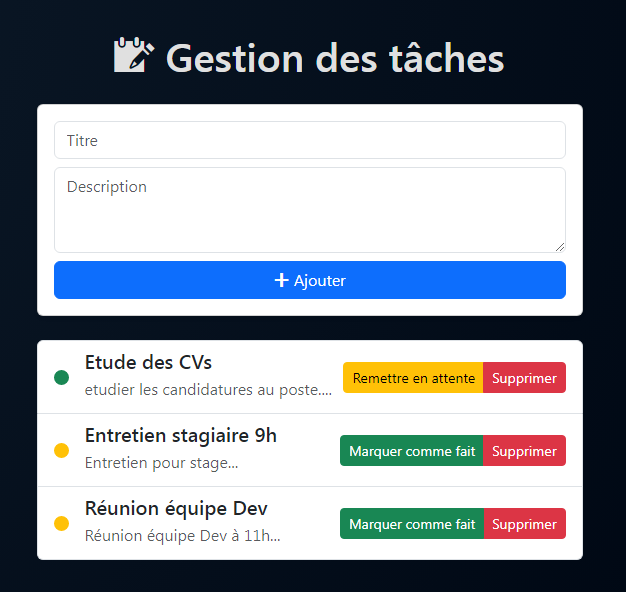 Gestion des tâches
Titre
Description
Ajouter
Etude des CVs
etudier les candidatures au poste....
Remettre en attente Supprimer
Entretien stagiaire 9h
Entretien pour stage...
Marquer comme fait Supprimer
Réunion équipe Dev
Réunion équipe Dev à 11h...
Marquer comme fait Supprimer